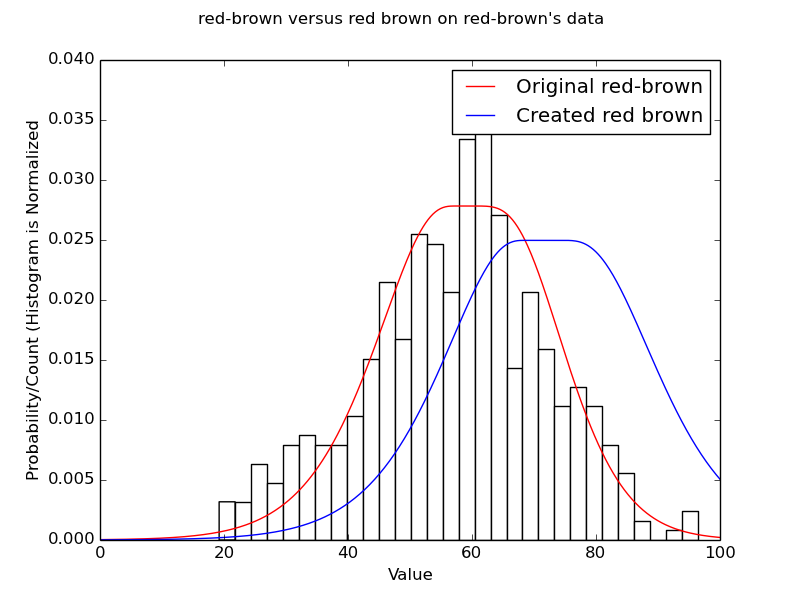 red-brown versus red brown on red-brown's data
0.040
0.035
0.030
0.025
0.020
0.015
0.010
0.005
0.000
Probability/Count (Histogram is Normalized
Original red-brown
Created red brown
0 20 40 60 80 100
Value